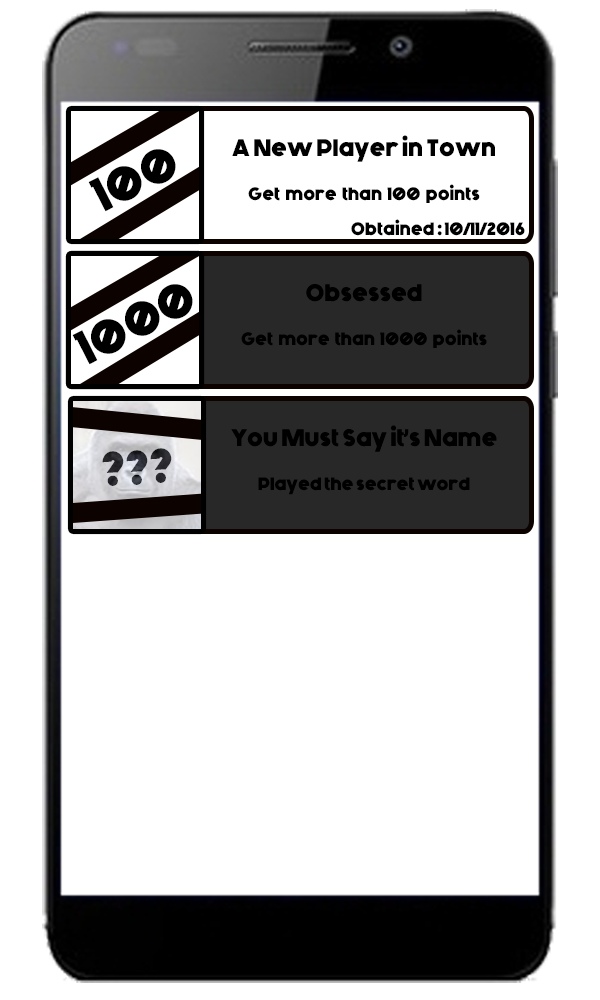 100
A New Player in Town
Get more than 100 points
Obtained : 10/11/2016
1000
Obsessed
Get more than 1000 points
???
You Must Say it's Name
Played the secret word